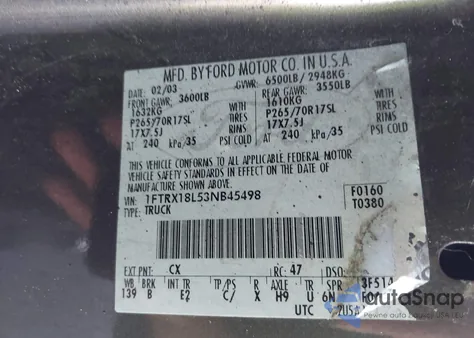 MFD. BY FORD MOTOR CO. IN U.S.A.
DATE: 02/03 GVWR: 6500LB/ 2948KG
FRONT GAWR: 3600LB REAR GAWR: 3550LB
1632KG WITH 1610KG WITH
P265/70R17SL TIRES P265/70R17SL TIRES
17X7.5J RIMS 17X7.5J RIMS
AT 240 kPa/35 PSI COLD AT 240 kPa/35 PSI COLD
THIS VEHICLE CONFORMS TO ALL APPLICABLE FEDERAL MOTOR
VEHICLE SAFETY STANDARDS IN EFFECT ON THE DATE OF
MANUFACTURE SHOWN ABOVE.
VIN: 1FTRX18L53NB45498 F0160
TYPE: TRUCK T0380
EXT PNT: CX RC: 47 DSO:
WB BRK INT TR TP/PS R AXLE TR SPR 3F514
139 B E2 C/ X H9 U 6N
UTC
autoSnap
Pewne auto z